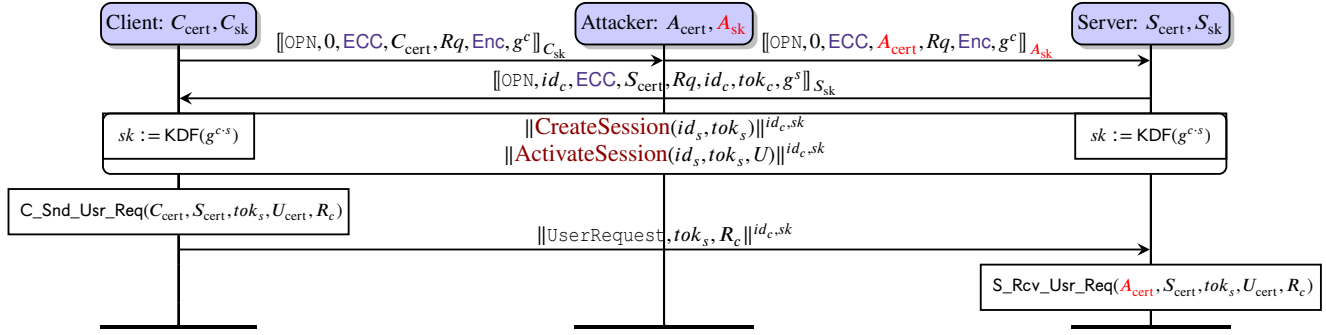 Client: C_cert, C_sk Attacker: A_cert, A_sk Server: S_cert, S_sk
⟦OPN, 0, ECC, C_cert, Rq, Enc, g^c⟧_C_sk ⟦OPN, 0, ECC, A_cert, Rq, Enc, g^c⟧_A_sk
⟦OPN, id_c, ECC, S_cert, Rq, id_c, tok_c, g^s⟧_S_sk
sk := KDF(g^{c·s}) ‖CreateSession(id_s, tok_s)‖^{id_c, sk} sk := KDF(g^{c·s})
‖ActivateSession(id_s, tok_s, U)‖^{id_c, sk}
C_Snd_Usr_Req(C_cert, S_cert, tok_s, U_cert, R_c)
‖UserRequest, tok_s, R_c‖^{id_c, sk}
S_Rcv_Usr_Req(A_cert, S_cert, tok_s, U_cert, R_c)